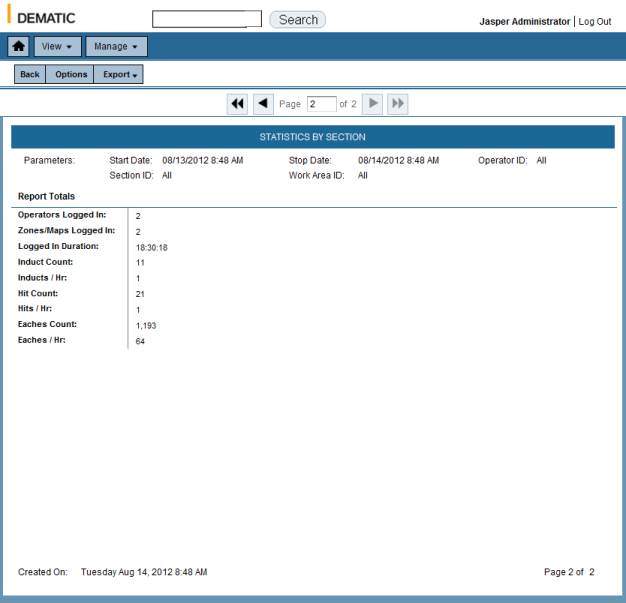 DEMATIC Search Jasper Administrator | Log Out
View Manage
Back Options Export
Page 2 of 2
STATISTICS BY SECTION
Parameters: Start Date: 08/13/2012 8:48 AM Stop Date: 08/14/2012 8:48 AM Operator ID: All
Section ID: All Work Area ID: All
Report Totals
Operators Logged In: 2
Zones/Maps Logged In: 2
Logged In Duration: 18:30:18
Induct Count: 11
Inducts / Hr: 1
Hit Count: 21
Hits / Hr: 1
Eaches Count: 1,193
Eaches / Hr: 64
Created On: Tuesday Aug 14, 2012 8:48 AM Page 2 of 2